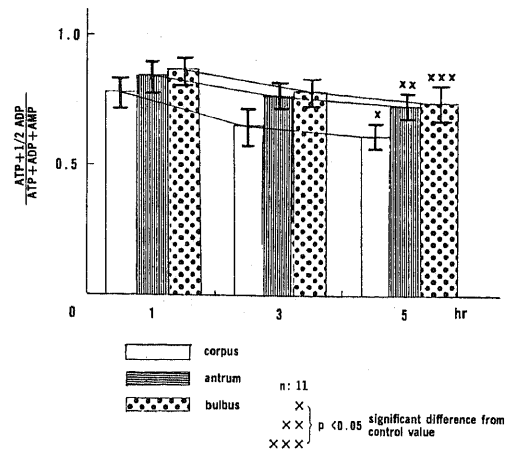 1.0
ATP+1/2 ADP
ATP+ADP+AMP
0.5
× ×× ×××
0 1 3 5 hr
corpus
antrum
bulbus
n: 11
×
××
×××
p <0.05 significant difference from
control value